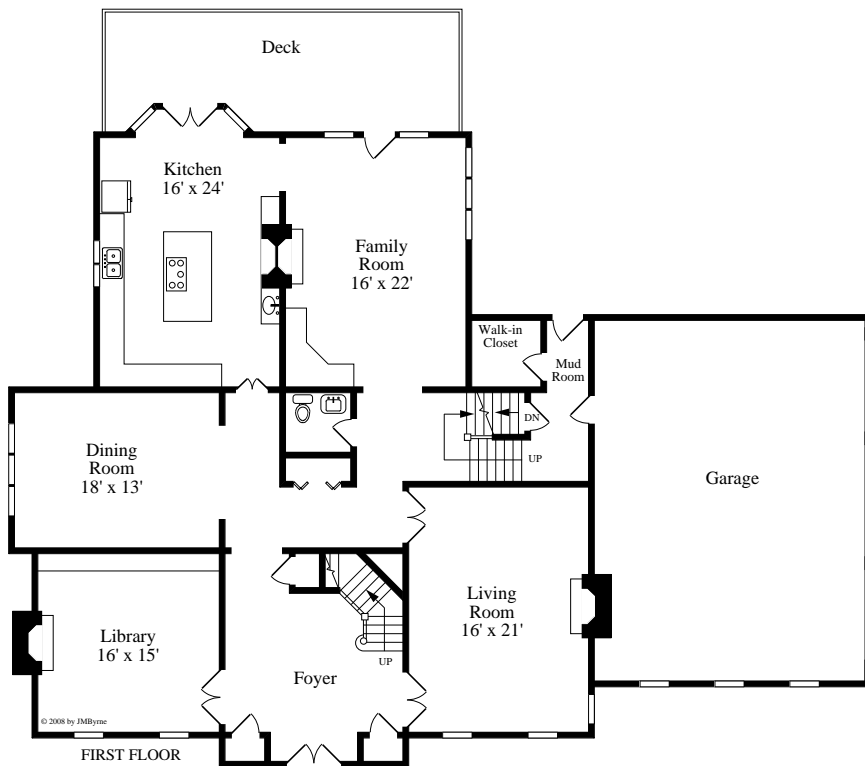 Deck
Kitchen
16' x 24'
Family
Room
16' x 22'
Walk-in
Closet
Mud
Room
DN
UP
Dining
Room
18' x 13'
Garage
Living
Room
16' x 21'
Library
16' x 15'
UP
Foyer
© 2008 by JMByrne
FIRST FLOOR